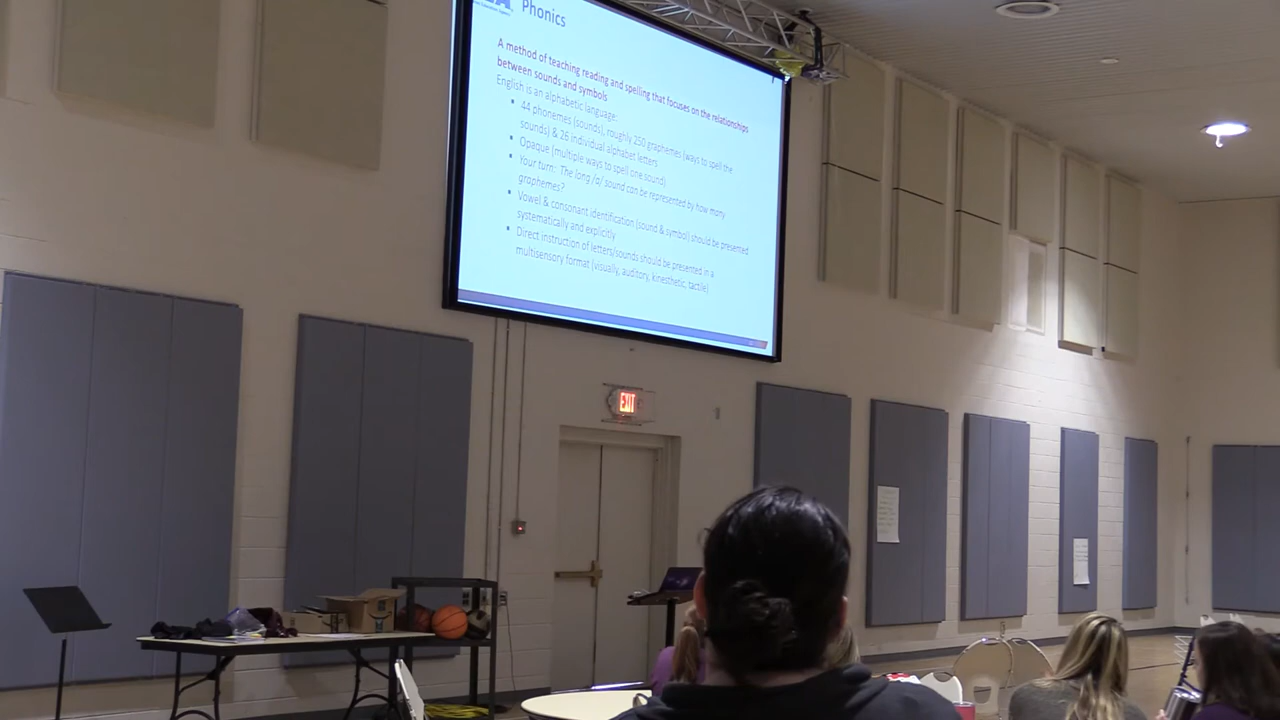 Phonics
A method of teaching reading and spelling that focuses on the relationships
between sounds and symbols
English is an alphabetic language:
44 phonemes (sounds), roughly 250 graphemes (ways to spell the
sounds) & 26 individual alphabet letters
Opaque (multiple ways to spell one sound)
Your turn: The long /a/ sound can be represented by how many
graphemes?
Vowel & consonant identification (sound & symbol) should be presented
systematically and explicitly
Direct instruction of letters/sounds should be presented in a
multisensory format (visually, auditory, kinesthetic, tactile)
EXIT